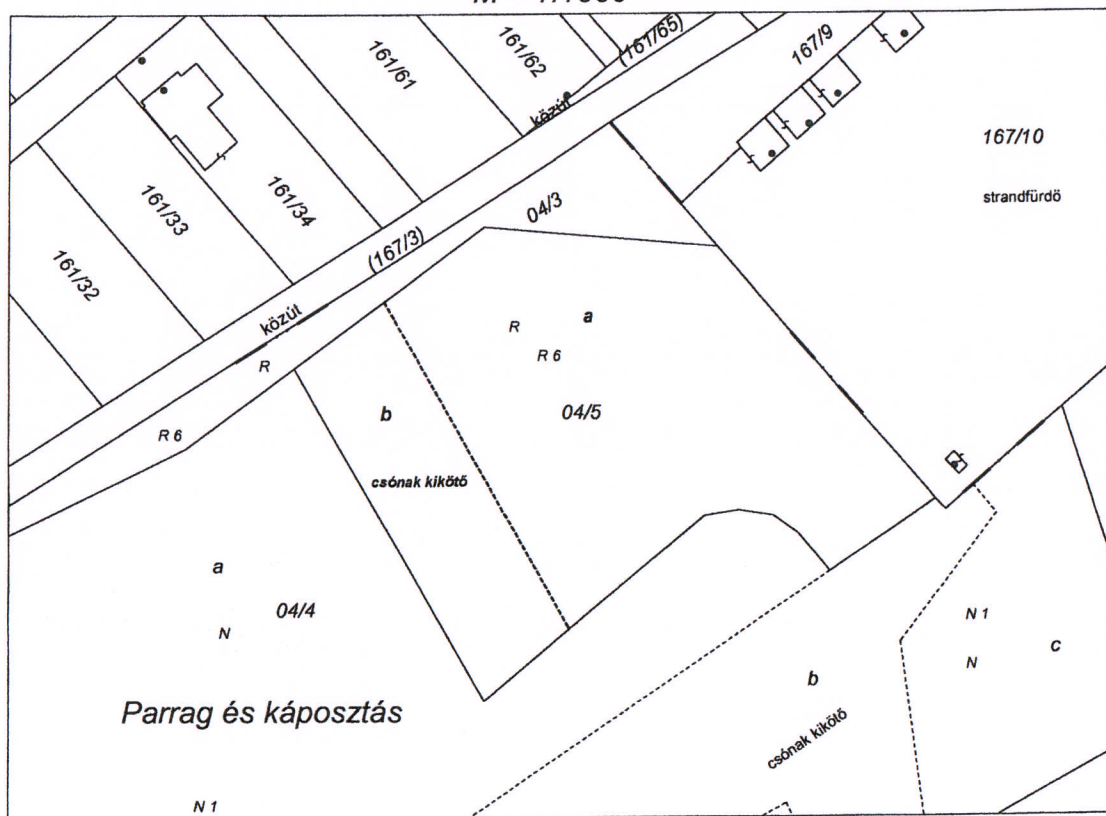 161/61
161/62
(161/65)
167/9
közút
167/10
strandfürdö
161/32
161/33
161/34
(167/3)
04/3
közút
R
R 6
R
a
R 6
04/5
b
csónak kikötő
a
04/4
N
N 1
N
c
b
csónak kikötő
Parrag és káposztás
N 1